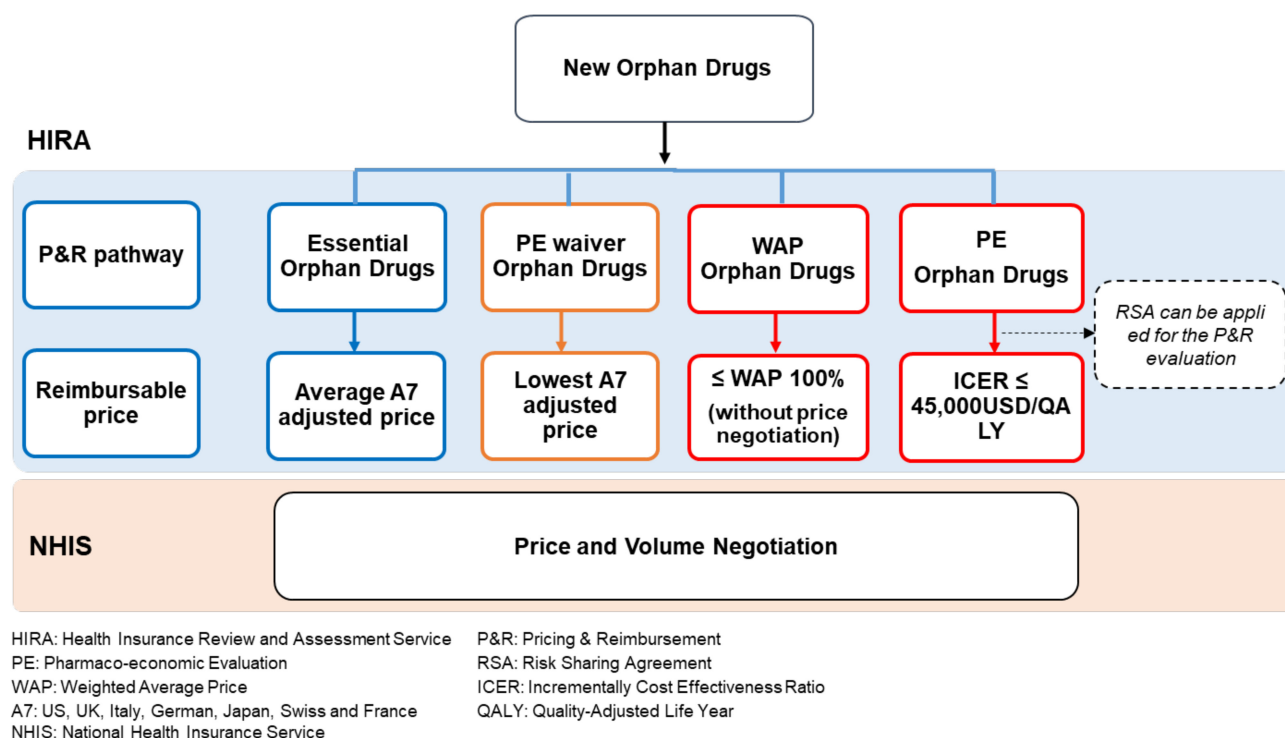 New Orphan Drugs
HIRA
P&R pathway
Essential
Orphan Drugs
PE waiver
Orphan Drugs
WAP
Orphan Drugs
PE
Orphan Drugs
RSA can be appli
ed for the P&R
evaluation
Reimbursable
price
Average A7
adjusted price
Lowest A7
adjusted
price
≤ WAP 100%
(without price
negotiation)
ICER ≤
45,000USD/QA
LY
NHIS
Price and Volume Negotiation
HIRA: Health Insurance Review and Assessment Service
PE: Pharmaco-economic Evaluation
WAP: Weighted Average Price
A7: US, UK, Italy, German, Japan, Swiss and France
NHIS: National Health Insurance Service
P&R: Pricing & Reimbursement
RSA: Risk Sharing Agreement
ICER: Incrementally Cost Effectiveness Ratio
QALY: Quality-Adjusted Life Year